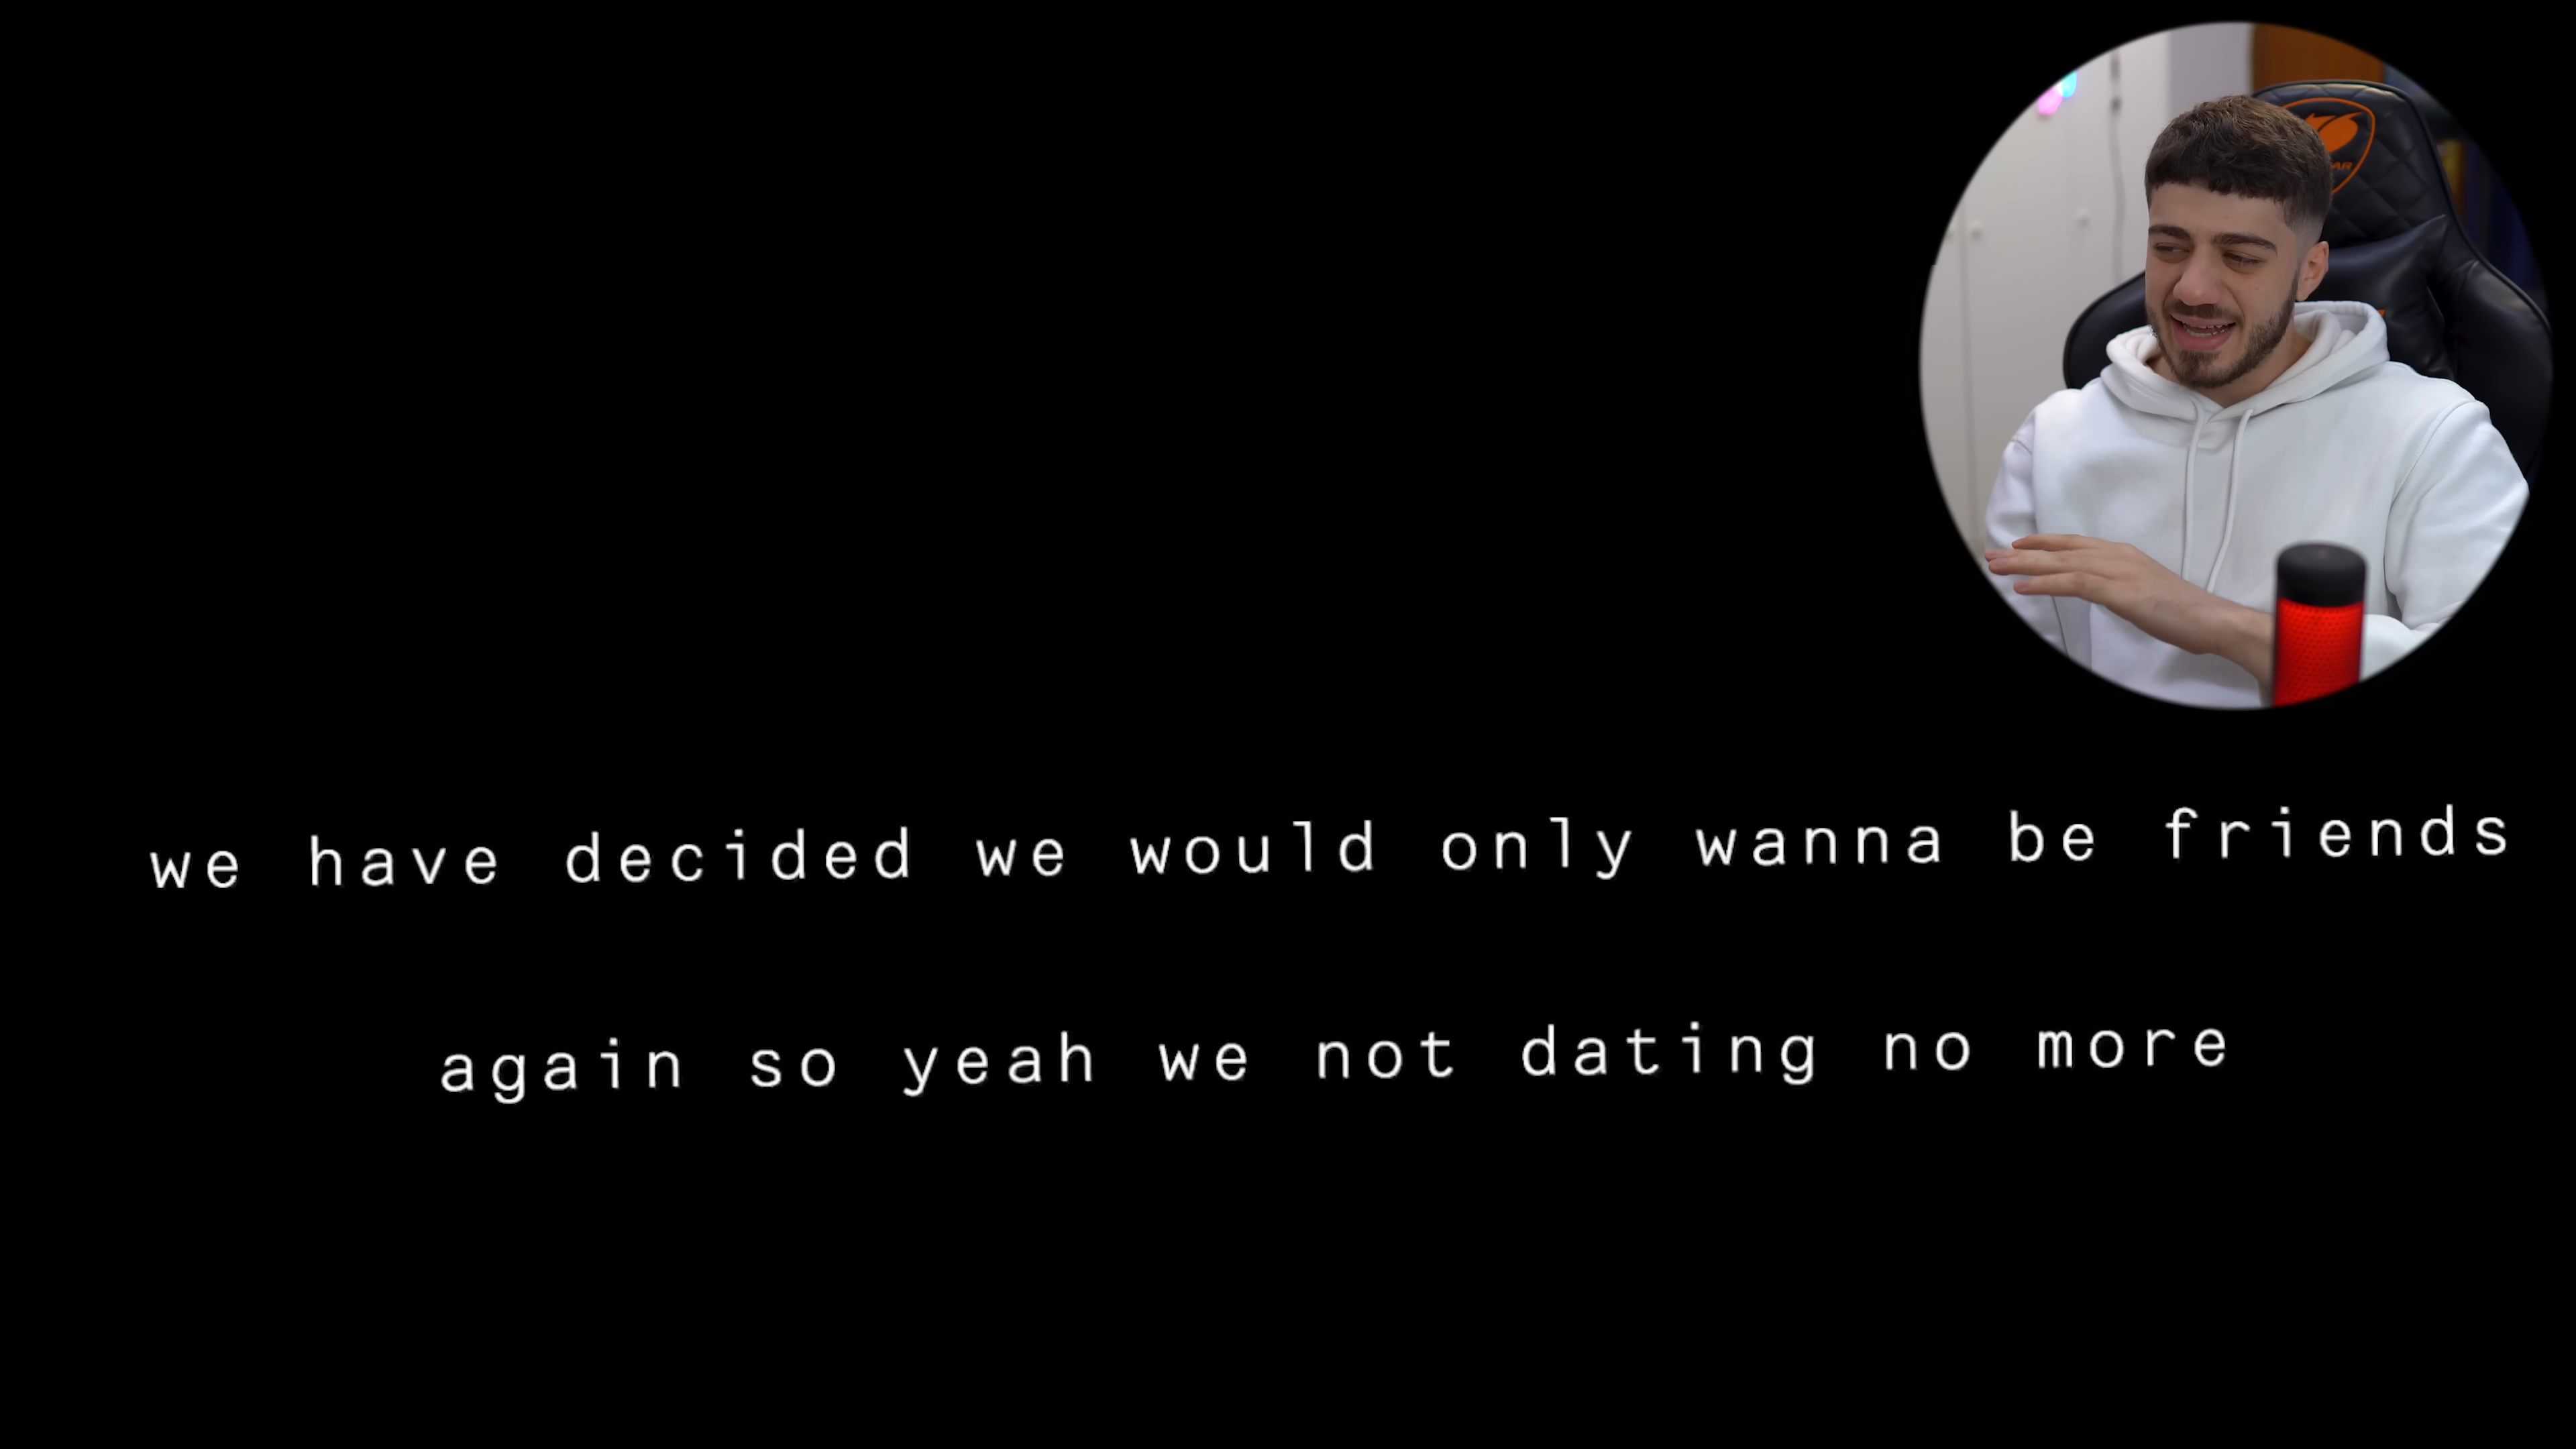 we have decided we would only wanna be friends
again so yeah we not dating no more